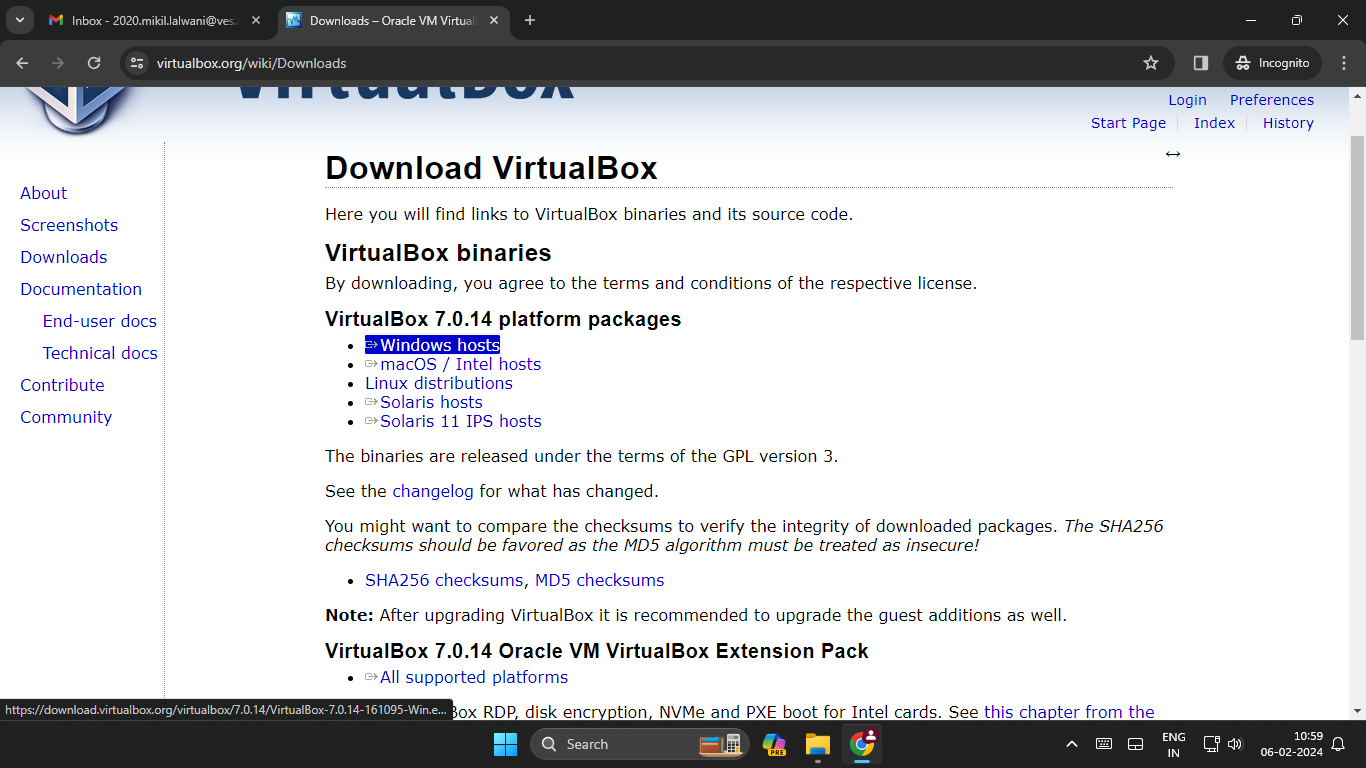 Inbox - 2020.mikil.lalwani@ves.
Downloads – Oracle VM Virtual
virtualbox.org/wiki/Downloads
Incognito
VirtualBox
Login
Preferences
Start Page
Index
History
About
Screenshots
Downloads
Documentation
End-user docs
Technical docs
Contribute
Community
Download VirtualBox
Here you will find links to VirtualBox binaries and its source code.
VirtualBox binaries
By downloading, you agree to the terms and conditions of the respective license.
VirtualBox 7.0.14 platform packages
Windows hosts
macOS / Intel hosts
Linux distributions
Solaris hosts
Solaris 11 IPS hosts
The binaries are released under the terms of the GPL version 3.
See the changelog for what has changed.
You might want to compare the checksums to verify the integrity of downloaded packages. The SHA256
checksums should be favored as the MD5 algorithm must be treated as insecure!
SHA256 checksums, MD5 checksums
Note: After upgrading VirtualBox it is recommended to upgrade the guest additions as well.
VirtualBox 7.0.14 Oracle VM VirtualBox Extension Pack
All supported platforms
Box RDP, disk encryption, NVMe and PXE boot for Intel cards. See this chapter from the
https://download.virtualbox.org/virtualbox/7.0.14/VirtualBox-7.0.14-161095-Win.e...
Search
PRE
ENG
IN
10:59
06-02-2024